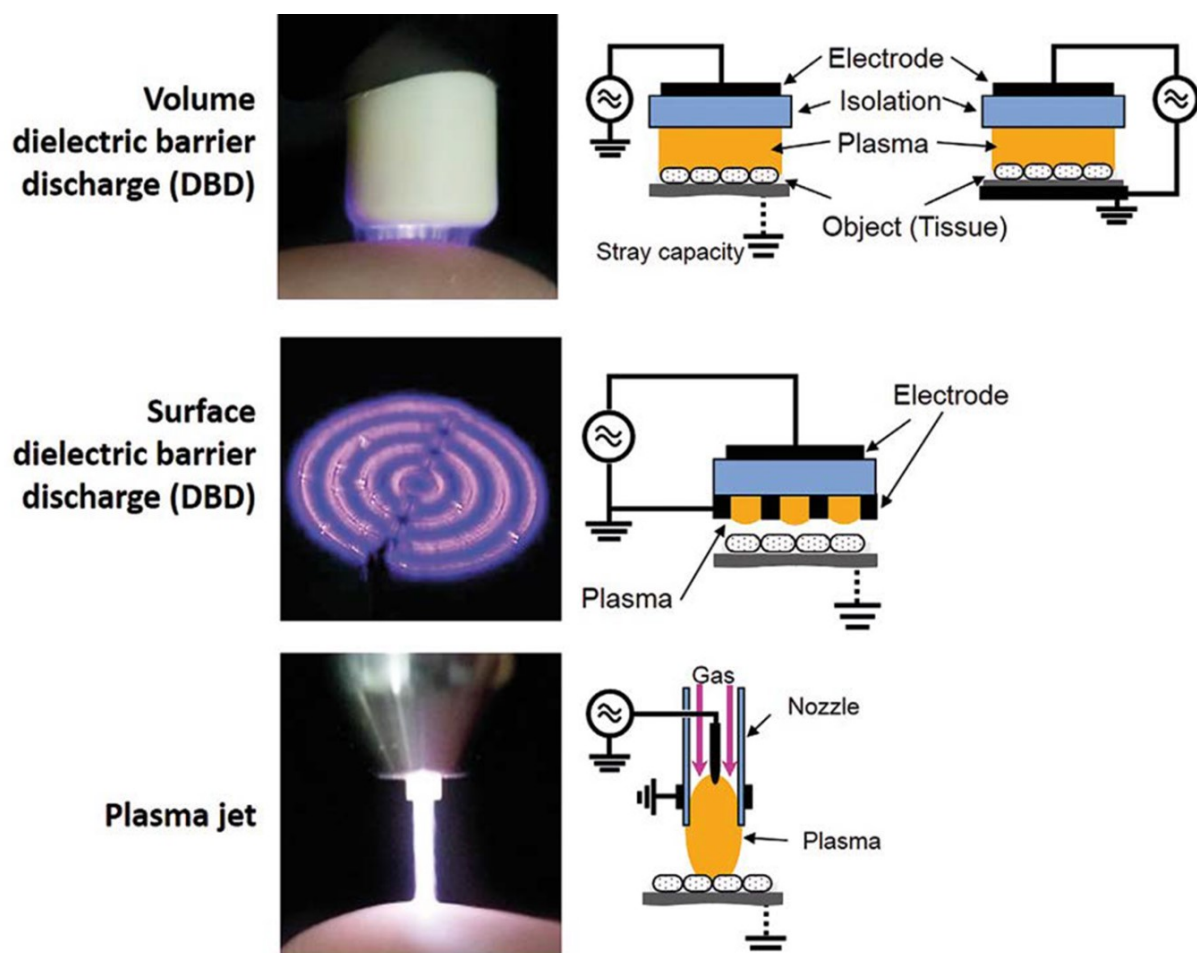 Volume
dielectric barrier
discharge (DBD)
Electrode
Isolation
Plasma
Object (Tissue)
Stray capacity
Surface
dielectric barrier
discharge (DBD)
Electrode
Plasma
Plasma jet
Gas
Nozzle
Plasma